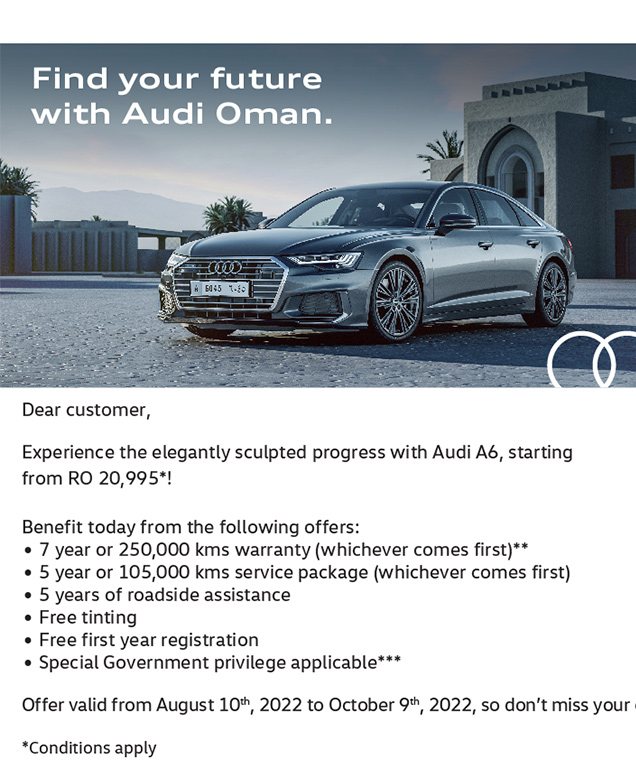 Find your future
with Audi Oman.
Dear customer,
Experience the elegantly sculpted progress with Audi A6, starting
from RO 20,995*!
Benefit today from the following offers:
• 7 year or 250,000 kms warranty (whichever comes first)**
• 5 year or 105,000 kms service package (whichever comes first)
• 5 years of roadside assistance
• Free tinting
• Free first year registration
• Special Government privilege applicable***
Offer valid from August 10th, 2022 to October 9th, 2022, so don’t miss your
*Conditions apply